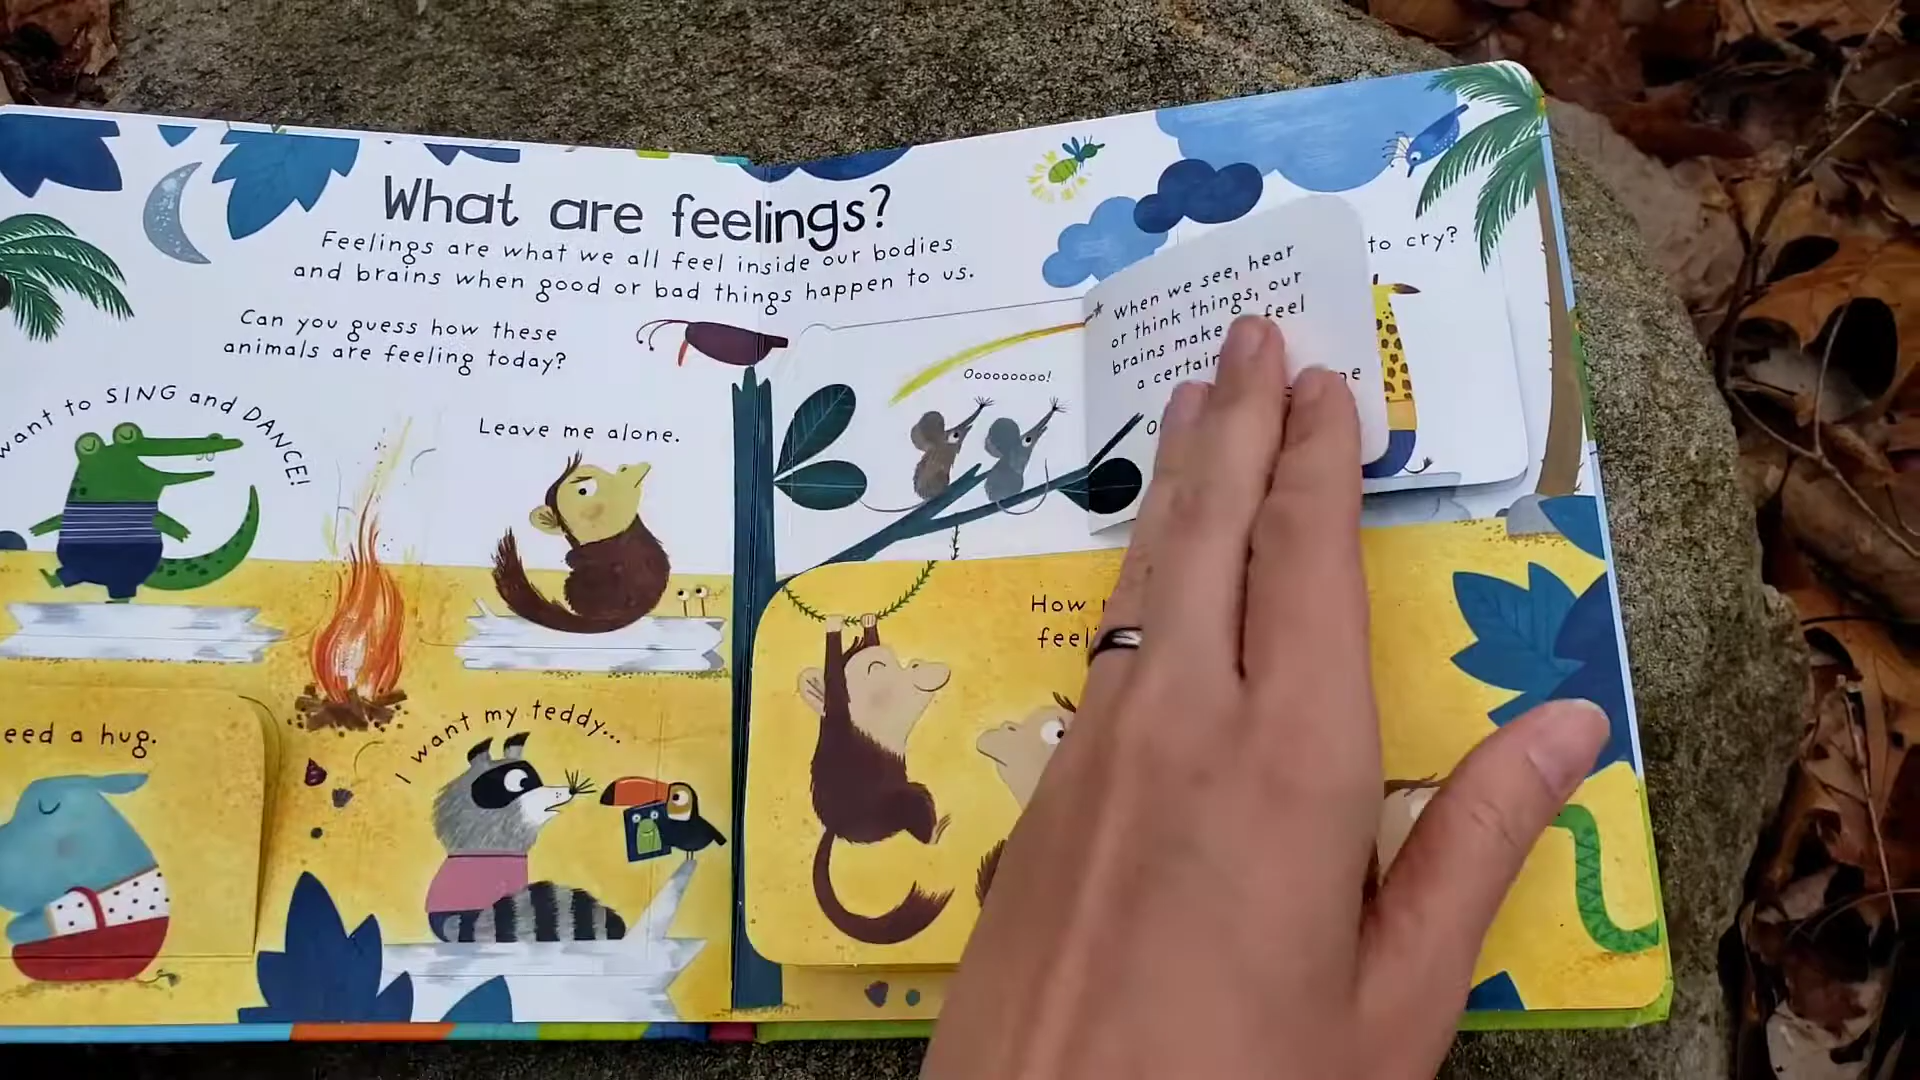 What are feelings?
Feelings are what we all feel inside our bodies
and brains when good or bad things happen to us.
Can you guess how these
animals are feeling today?
want to SING and DANCE!
Leave me alone.
eed a hug.
I want my teddy...
Ooooooooo!
When we see, hear
or think things, our
brains make feel
a certain
to cry?
How